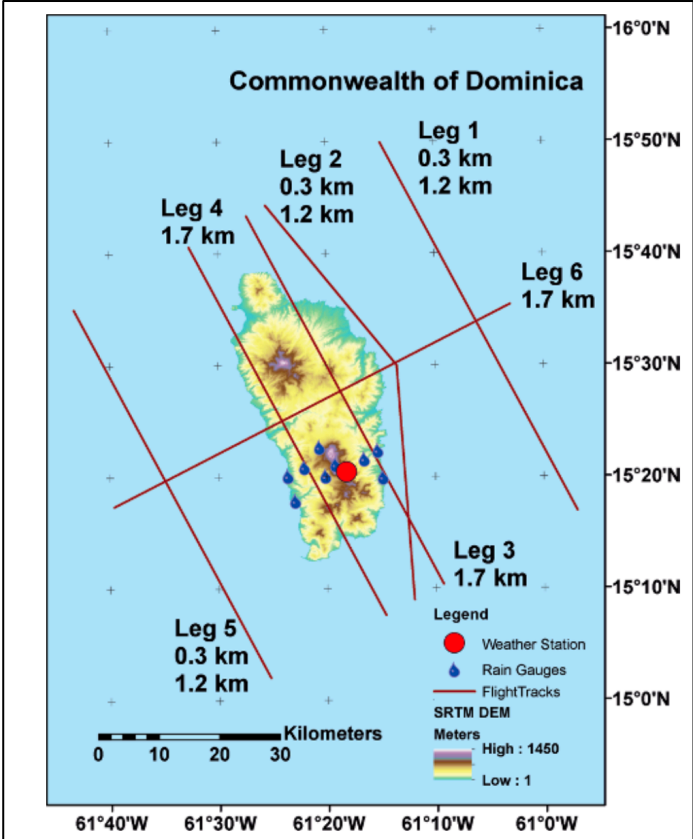 Commonwealth of Dominica
16°0'N
15°50'N
15°40'N
15°30'N
15°20'N
15°10'N
15°0'N
Leg 1
0.3 km
1.2 km
Leg 2
0.3 km
1.2 km
Leg 4
1.7 km
Leg 6
1.7 km
Leg 3
1.7 km
Leg 5
0.3 km
1.2 km
Legend
Weather Station
Rain Gauges
FlightTracks
SRTM DEM
Meters
High : 1450
Low : 1
Kilometers
0 10 20 30
61°40'W 61°30'W 61°20'W 61°10'W 61°0'W